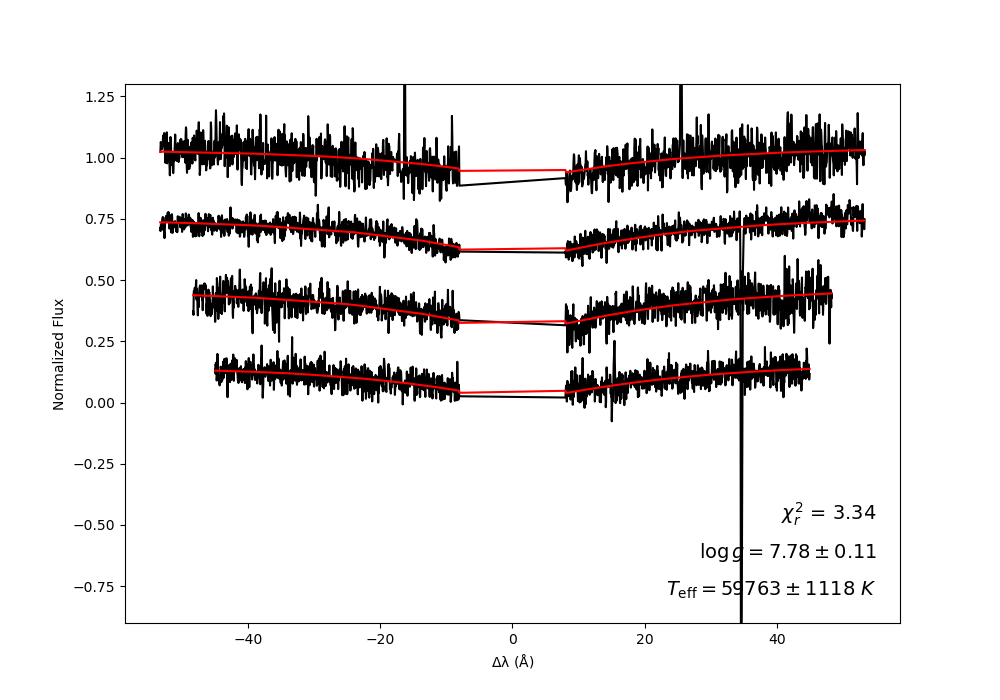 1.25
1.00
0.75
0.50
0.25
0.00
−0.25
−0.50
−0.75
Normalized Flux
χ²ᵣ = 3.34
log g = 7.78 ± 0.11
T_eff = 59763 ± 1118 K
−40 −20 0 20 40
Δλ (Å)